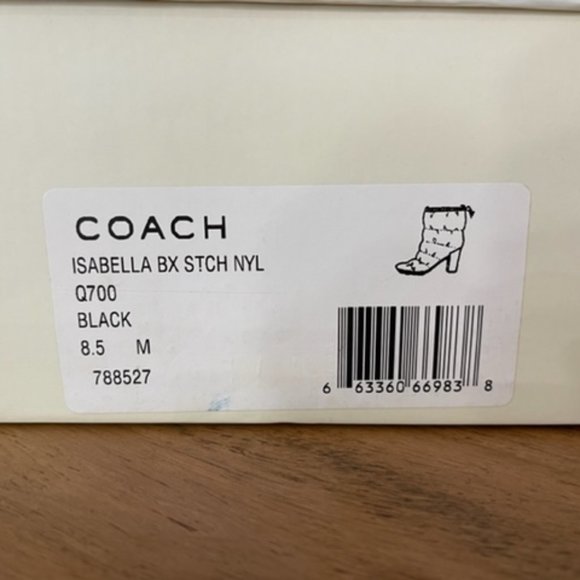 COACH
ISABELLA BX STCH NYL
Q700
BLACK
8.5 M
788527
6 63360 66983 8